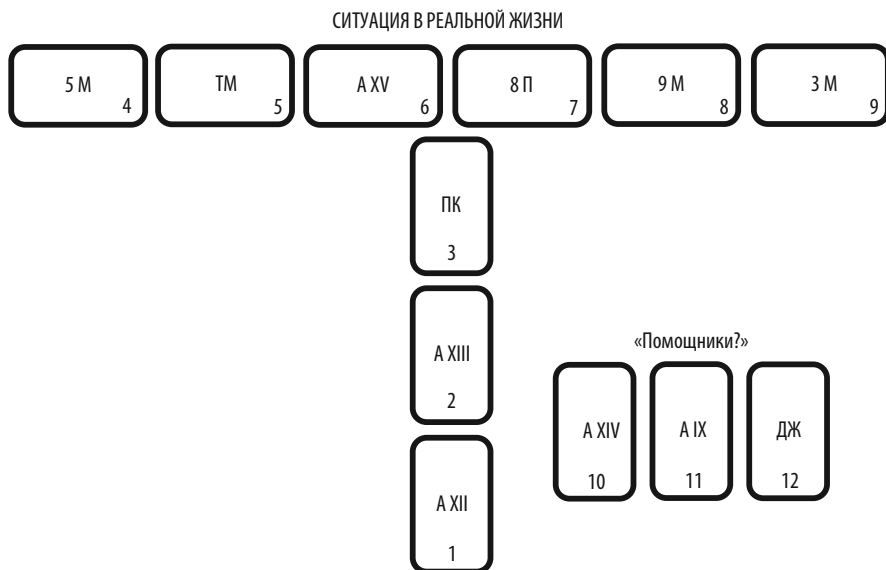 СИТУАЦИЯ В РЕАЛЬНОЙ ЖИЗНИ
5 М
4
ТМ
5
А XV
6
8 П
7
9 М
8
3 М
9
ПК
3
А XIII
2
А XII
1
«Помощники?»
А XIV
10
А IX
11
ДЖ
12